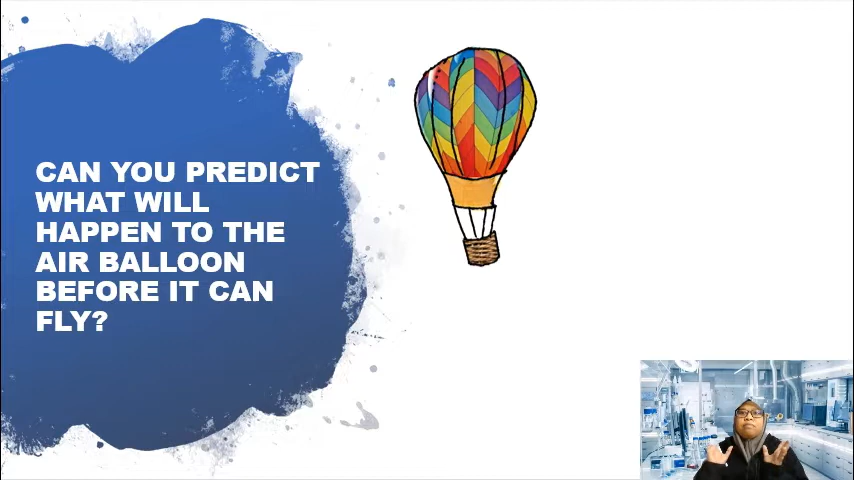 CAN YOU PREDICT
WHAT WILL
HAPPEN TO THE
AIR BALLOON
BEFORE IT CAN
FLY?